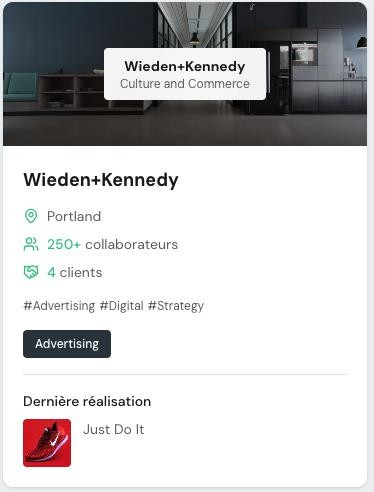 Wieden+Kennedy
Culture and Commerce
Wieden+Kennedy
Portland
250+ collaborateurs
4 clients
#Advertising #Digital #Strategy
Advertising
Dernière réalisation
Just Do It